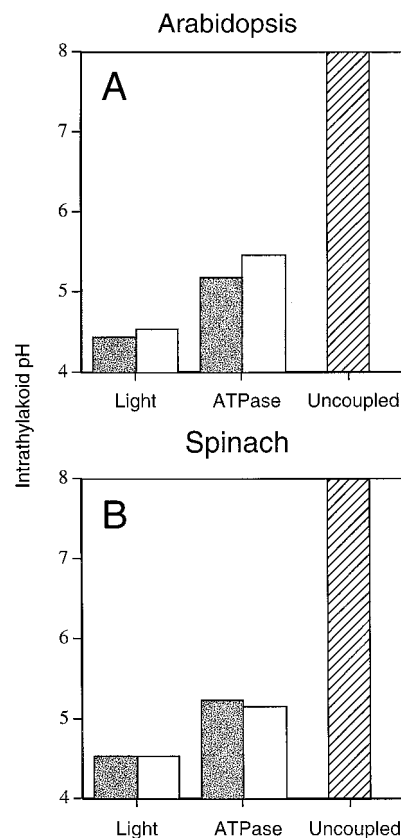 Arabidopsis
A
8
7
6
5
4
Light ATPase Uncoupled
Intrathylakoid pH
Spinach
B
8
7
6
5
4
Light ATPase Uncoupled